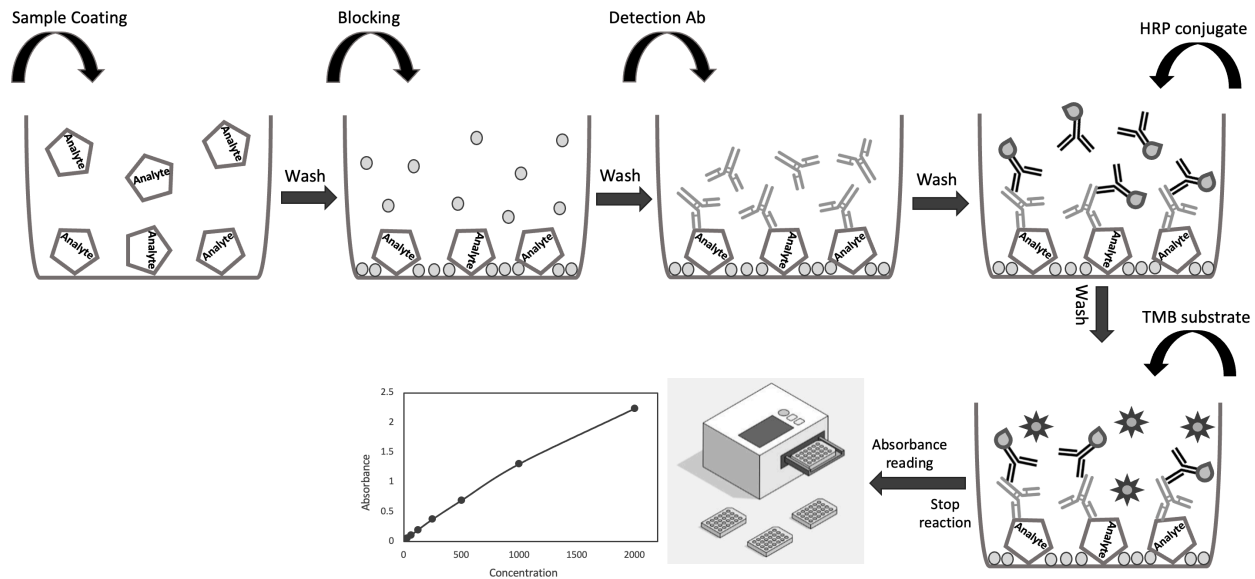 Sample Coating
Blocking
Detection Ab
HRP conjugate
Analyte
Analyte
Analyte
Analyte
Analyte
Analyte
Wash
Analyte
Analyte
Analyte
Wash
Analyte
Analyte
Analyte
Wash
Analyte
Analyte
Analyte
Wash
TMB substrate
2.5
2
1.5
1
0.5
0
Absorbance
0
500
1000
1500
2000
Concentration
Absorbance
reading
Stop
reaction
Analyte
Analyte
Analyte